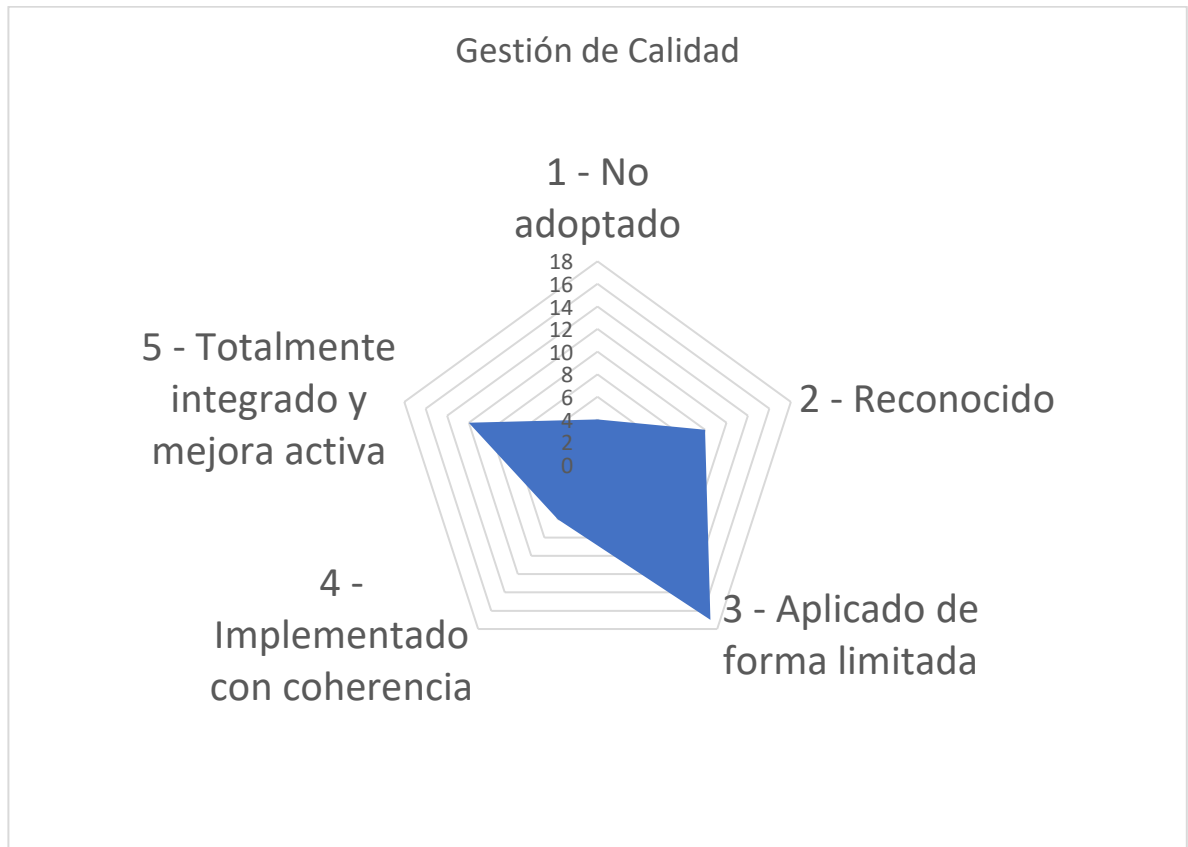 Gestión de Calidad
1 - No
adoptado
18
16
14
12
10
8
6
4
2
0
2 - Reconocido
3 - Aplicado de
forma limitada
4 -
Implementado
con coherencia
5 - Totalmente
integrado y
mejora activa